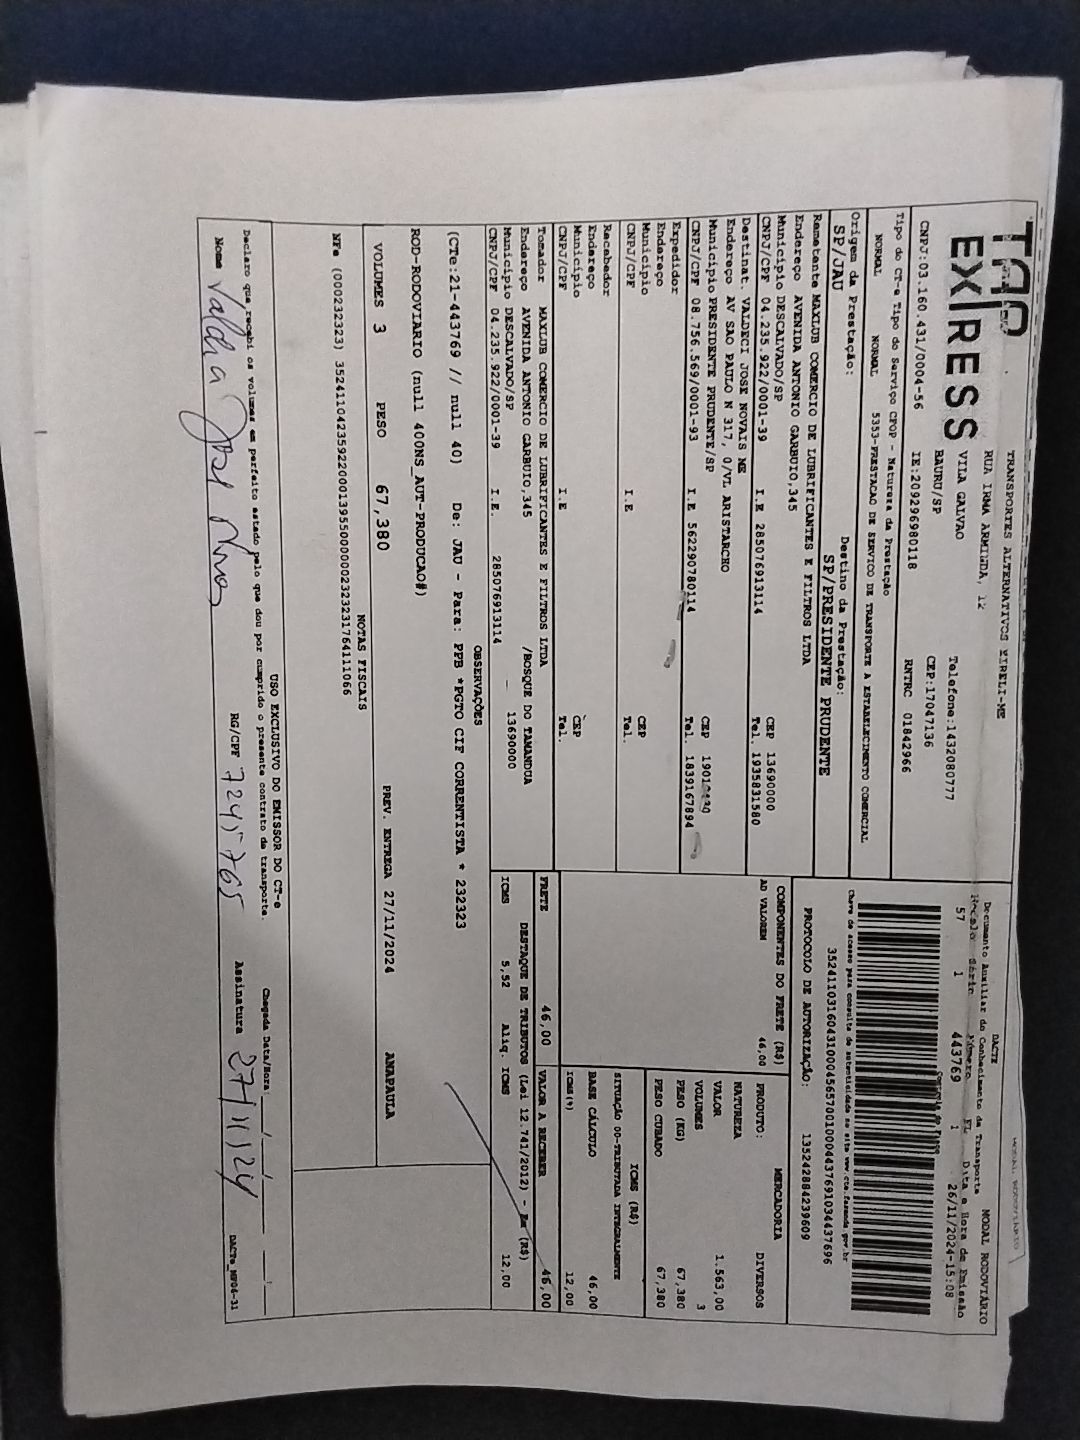 TAP
EXPRESS
TRANSPORTES ALTERNATIVOS EIRELI-ME
RUA IRMA ARMINDA, 12
VILA GALVAO
Telefone:1432080777
BAURU/SP
CEP:17047136
CNPJ:03.160.431/0004-56
IE:209296980118
RNTRC 01842966
DACTE
MODAL RODOVIÁRIO
Documento Auxiliar do Conhecimento de Transporte
Modelo Série Número FL Data e Hora de Emissão
57 1 443769 1 26/11/2024-15:08
Tipo do CT-e Tipo do Serviço CFOP - Natureza da Prestação
NORMAL NORMAL 5353-PRESTACAO DE SERVICO DE TRANSPORTE A ESTABELECIMENTO COMERCIAL
Chave de acesso para consulta de autenticidade no site www.cte.fazenda.gov.br
35241103160431000456570010004437691034437696
PROTOCOLO DE AUTORIZAÇÃO: 135242884239609
Origem da Prestação: Destino da Prestação:
SP/JAU SP/PRESIDENTE PRUDENTE
Remetente MAXLUB COMERCIO DE LUBRIFICANTES E FILTROS LTDA
Endereço AVENIDA ANTONIO GARBUIO,345
Município DESCALVADO/SP CEP 13690000
CNPJ/CPF 04.235.922/0001-39 I.E 285076913114 Tel. 1935831580
Destinat. VALDECI JOSE NOVAIS ME
Endereço AV SAO PAULO N 317, 0/VL ARISTARCHO
Município PRESIDENTE PRUDENTE/SP CEP
CNPJ/CPF 08.756.569/0001-93 I.E 562290780114 Tel. 1839167894
Expedidor
Endereço
Município CEP
CNPJ/CPF I.E Tel.
Recebedor
Endereço
Município CEP
CNPJ/CPF I.E Tel.
Tomador MAXLUB COMERCIO DE LUBRIFICANTES E FILTROS LTDA
Endereço AVENIDA ANTONIO GARBUIO,345 /BOSQUE DO TAMANDUA
Município DESCALVADO/SP 13690000
CNPJ/CPF 04.235.922/0001-39 I.E. 285076913114
COMPONENTES DO FRETE (R$)
AD VALOREM 46,00
PRODUTO: MERCADORIA
NATUREZA DIVERSOS
VALOR 1.563,00
VOLUMES 3
PESO (KG) 67,380
PESO CUBADO 67,380
ICMS (R$)
SITUAÇÃO 00-TRIBUTADA INTEGRALMENTE
BASE CÁLCULO 46,00
ICMS(%) 12,00
FRETE 46,00 VALOR A RECEBER 46,00
DESTAQUE DE TRIBUTOS (Lei 12.741/2012) - Em (R$)
ICMS 5,52 Aliq. ICMS 12,00
OBSERVAÇÕES
(CTe:21-443769 // null 40) De: JAU - Para: PPB *PGTO CIF CORRENTISTA * 232323
ROD-RODOVIARIO (null 400NS_AUT-PRODUCAO#)
VOLUMES 3 PESO 67,380 PREV. ENTREGA 27/11/2024 ANAPAULA
NOTAS FISCAIS
NFe (000232323) 35241104235922000139550000002323231764111066
USO EXCLUSIVO DO EMISSOR DO CT-e
Declaro que recebi os volumes em perfeito estado pelo que dou por cumprido o presente contrato de transporte.
Chegada Data/Hora:
Nome RG/CPF 7245765 Assinatura 27/11/24
DACTe_MP04-31